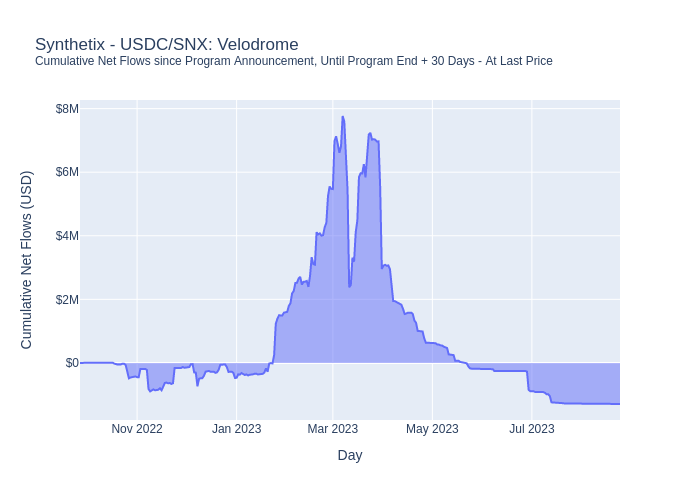 Synthetix - USDC/SNX: Velodrome
Cumulative Net Flows since Program Announcement, Until Program End + 30 Days - At Last Price
Cumulative Net Flows (USD)
$8M
$6M
$4M
$2M
$0
Nov 2022
Jan 2023
Mar 2023
May 2023
Jul 2023
Day